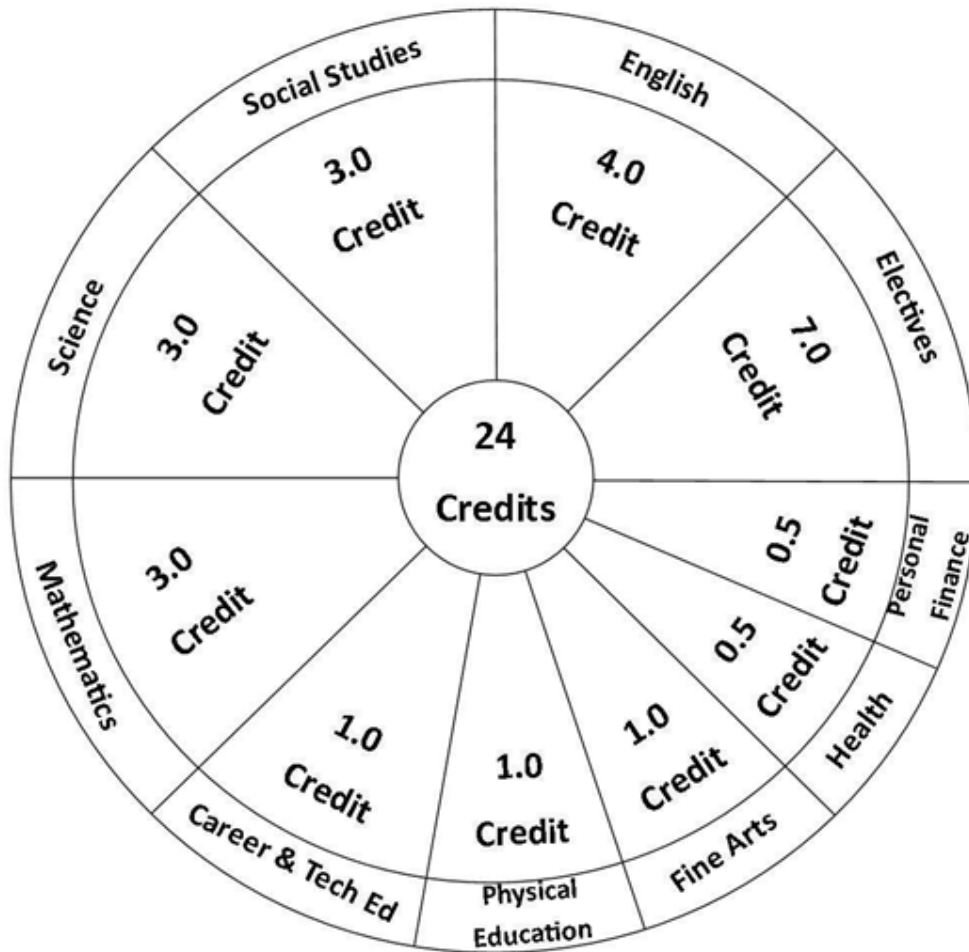 Social Studies
3.0
Credit
English
4.0
Credit
Electives
7.0
Credit
Personal
Finance
0.5
Credit
Health
0.5
Credit
Fine Arts
1.0
Credit
Physical
Education
1.0
Credit
Career & Tech Ed
1.0
Credit
Mathematics
3.0
Credit
Science
3.0
Credit
24
Credits